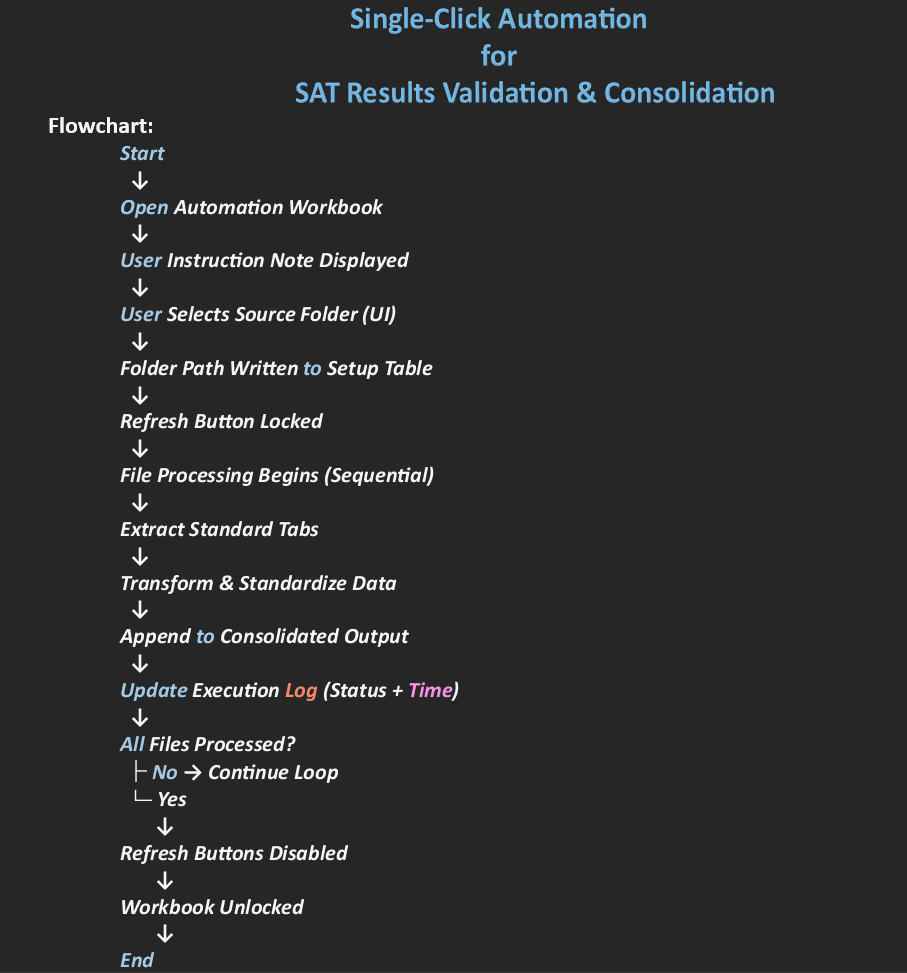 Single-Click Automation
for
SAT Results Validation & Consolidation
Flowchart:
Start
↓
Open Automation Workbook
↓
User Instruction Note Displayed
↓
User Selects Source Folder (UI)
↓
Folder Path Written to Setup Table
↓
Refresh Button Locked
↓
File Processing Begins (Sequential)
↓
Extract Standard Tabs
↓
Transform & Standardize Data
↓
Append to Consolidated Output
↓
Update Execution Log (Status + Time)
↓
All Files Processed?
├─ No → Continue Loop
└─ Yes
↓
Refresh Buttons Disabled
↓
Workbook Unlocked
↓
End